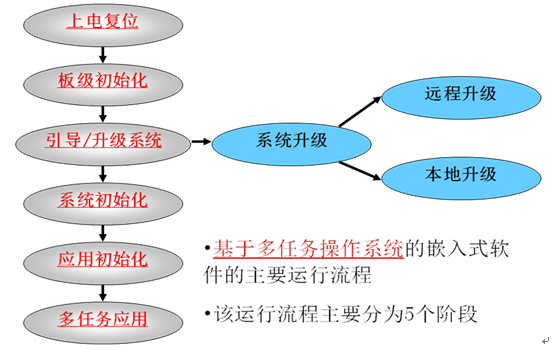 上电复位
板级初始化
引导/升级系统
系统初始化
应用初始化
多任务应用
系统升级
远程升级
本地升级
•基于多任务操作系统的嵌入式软
件的主要运行流程
•该运行流程主要分为5个阶段